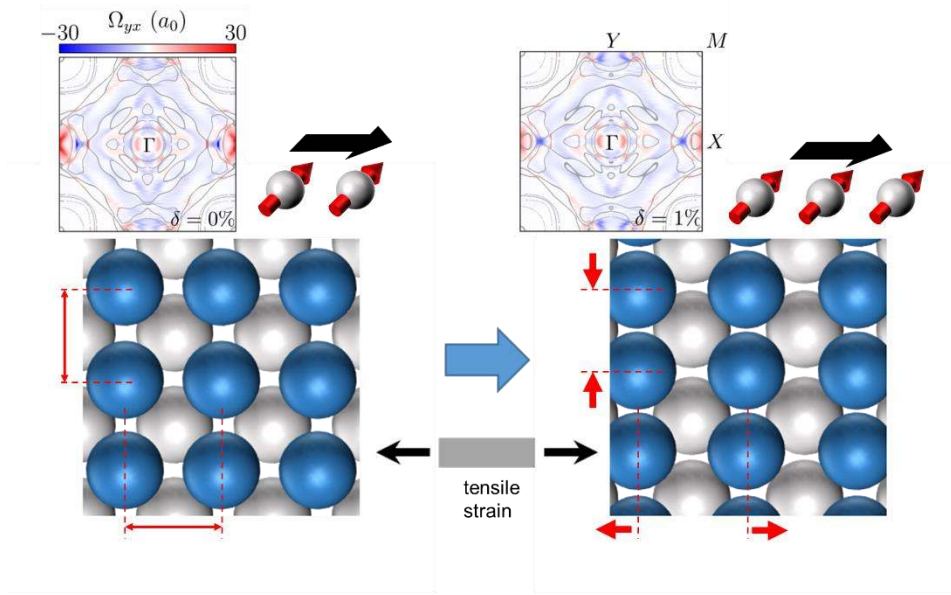 Ω_yx (a_0)
−30 30
Γ
δ = 0%
Y M
Γ X
δ = 1%
tensile
strain